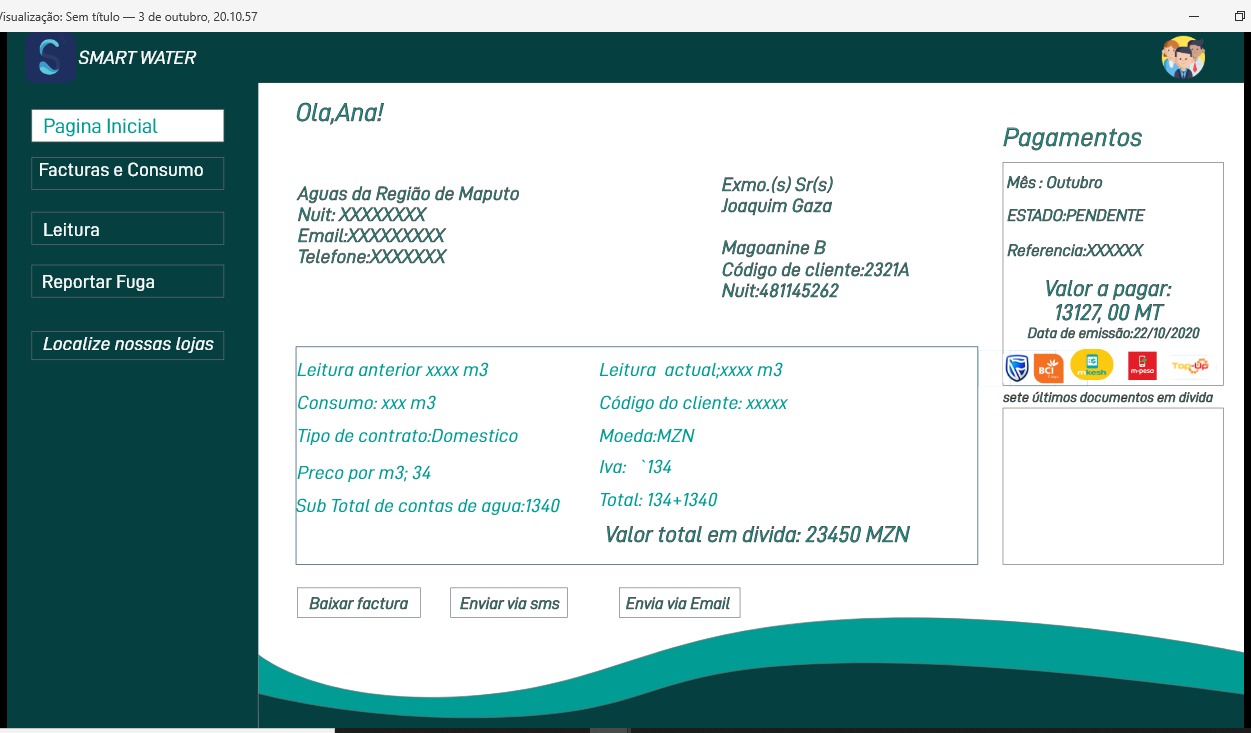 Visualização: Sem título — 3 de outubro, 20.10.57
SMART WATER
Pagina Inicial
Facturas e Consumo
Leitura
Reportar Fuga
Localize nossas lojas
Ola,Ana!
Aguas da Região de Maputo
Nuit: XXXXXXXX
Email:XXXXXXXXX
Telefone:XXXXXXX
Exmo.(s) Sr(s)
Joaquim Gaza
Magoanine B
Código de cliente:2321A
Nuit:481145262
Leitura anterior xxxx m3
Consumo: xxx m3
Tipo de contrato:Domestico
Preco por m3; 34
Sub Total de contas de agua:1340
Leitura actual;xxxx m3
Código do cliente: xxxxx
Moeda:MZN
Iva: `134
Total: 134+1340
Valor total em divida: 23450 MZN
Baixar factura
Enviar via sms
Envia via Email
Pagamentos
Mês : Outubro
ESTADO:PENDENTE
Referencia:XXXXXX
Valor a pagar:
13127, 00 MT
Data de emissão:22/10/2020
BCI
mkesh
m-pesa
TopUp
sete últimos documentos em divida